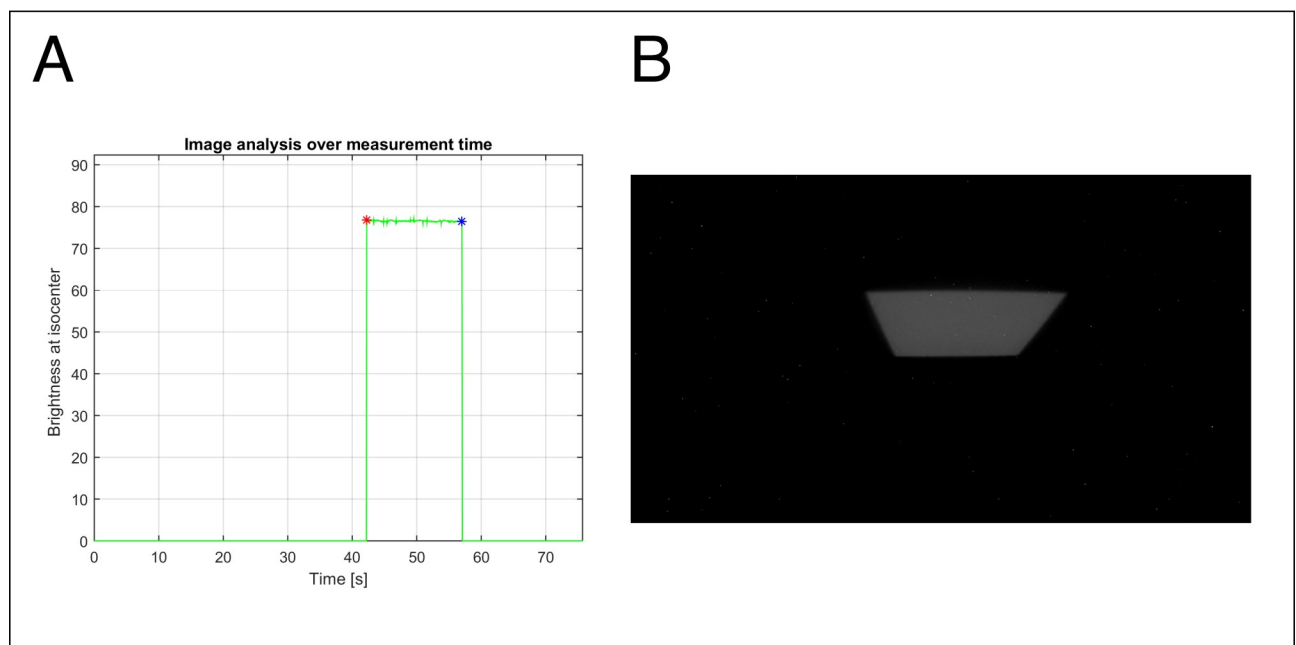 A
B
Image analysis over measurement time
Brightness at isocenter
90
80
70
60
50
40
30
20
10
0
0 10 20 30 40 50 60 70
Time [s]